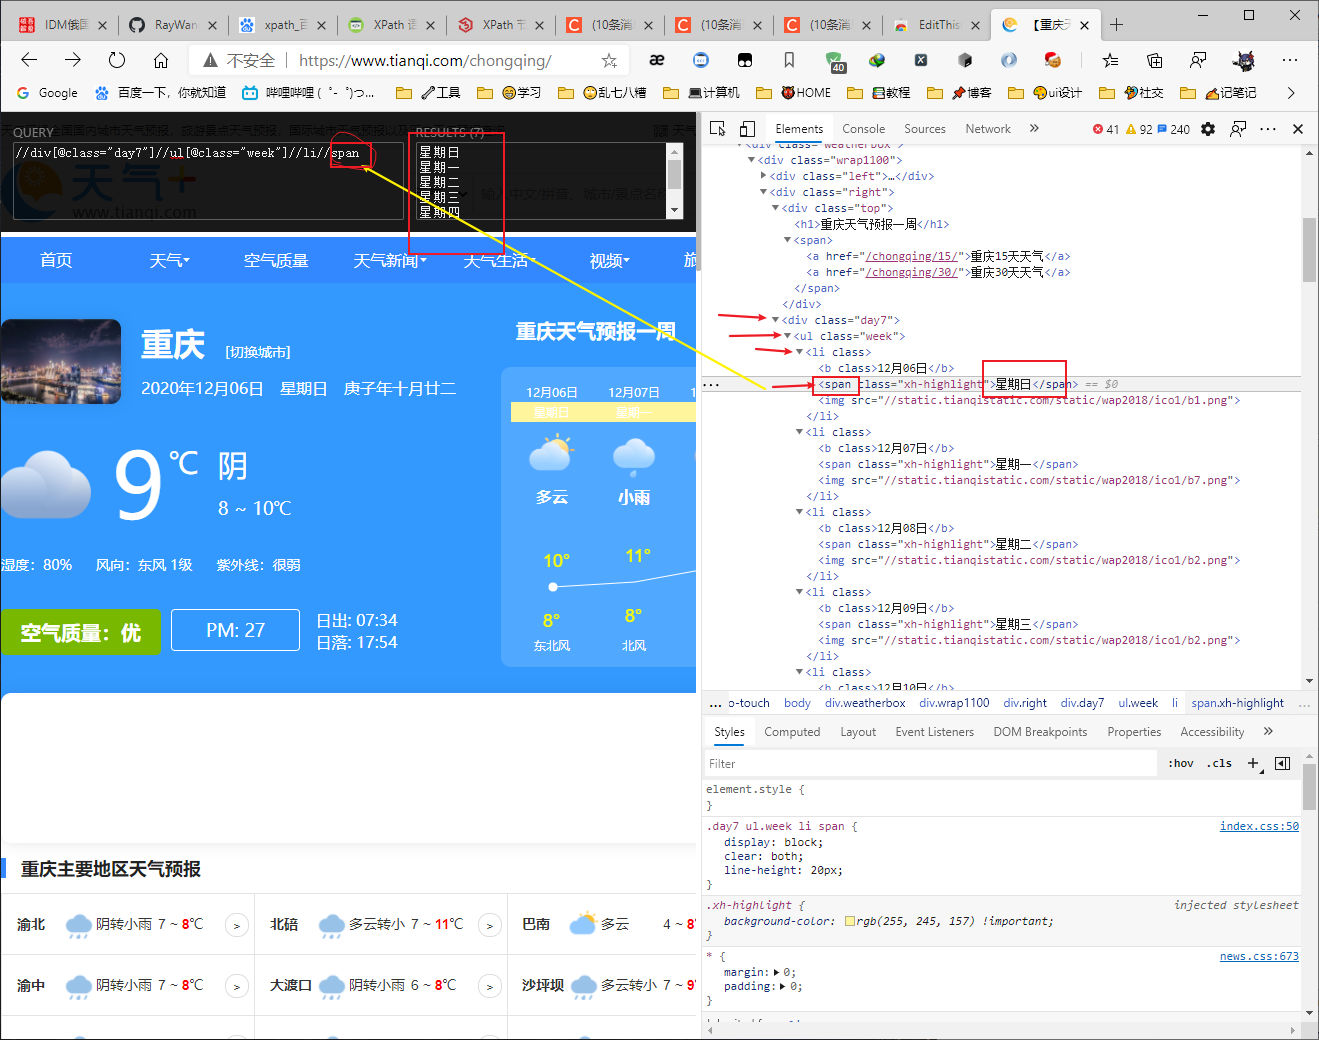 IDM俄国
RayWan
xpath_百
XPath 语
XPath 节
(10条消
(10条消
(10条消
EditThis
【重庆天
不安全 | https://www.tianqi.com/chongqing/
40
Google
百度一下，你就知道
哔哩哔哩 ( ゜- ゜)つ...
工具
学习
乱七八槽
计算机
HOME
教程
博客
ui设计
社交
记笔记
QUERY
//div[@class="day7"]//ul[@class="week"]//li//span
RESULTS (7)
星期日
星期一
星期二
星期三
星期四
天气+
www.tianqi.com
首页
天气
空气质量
天气新闻
天气生活
视频
旅
重庆 [切换城市]
2020年12月06日 星期日 庚子年十月廿二
9 ℃ 阴
8 ~ 10℃
湿度：80% 风向：东风 1级 紫外线：很弱
空气质量：优
PM: 27
日出: 07:34
日落: 17:54
重庆天气预报一周
12月06日 12月07日 1
星期日 星期一
多云 小雨
10° 11°
8° 8°
东北风 北风
重庆主要地区天气预报
渝北 阴转小雨 7 ~ 8℃ >
北碚 多云转小 7 ~ 11℃ >
巴南 多云 4 ~ 8°
渝中 阴转小雨 7 ~ 8℃ >
大渡口 阴转小雨 6 ~ 8℃ >
沙坪坝 多云转小 7 ~ 9°
Elements Console Sources Network » 41 92 240
<div class="weatherbox">
<div class="wrap1100">
<div class="left">…</div>
<div class="right">
<div class="top">
<h1>重庆天气预报一周</h1>
<span>
<a href="/chongqing/15/">重庆15天天气</a>
<a href="/chongqing/30/">重庆30天天气</a>
</span>
</div>
<div class="day7">
<ul class="week">
<li class>
<b class>12月06日</b>
<span class="xh-highlight">星期日</span> == $0
<img src="//static.tianqistatic.com/static/wap2018/ico1/b1.png">
</li>
<li class>
<b class>12月07日</b>
<span class="xh-highlight">星期一</span>
<img src="//static.tianqistatic.com/static/wap2018/ico1/b7.png">
</li>
<li class>
<b class>12月08日</b>
<span class="xh-highlight">星期二</span>
<img src="//static.tianqistatic.com/static/wap2018/ico1/b2.png">
</li>
<li class>
<b class>12月09日</b>
<span class="xh-highlight">星期三</span>
<img src="//static.tianqistatic.com/static/wap2018/ico1/b2.png">
</li>
<li class>
<b class>12月10日</b>
... o-touch body div.weatherbox div.wrap1100 div.right div.day7 ul.week li span.xh-highlight ...
Styles Computed Layout Event Listeners DOM Breakpoints Properties Accessibility »
Filter :hov .cls +
element.style {
}
.day7 ul.week li span { index.css:50
display: block;
clear: both;
line-height: 20px;
}
.xh-highlight { injected stylesheet
background-color: rgb(255, 245, 157) !important;
}
* { news.css:673
margin: 0;
padding: 0;
}